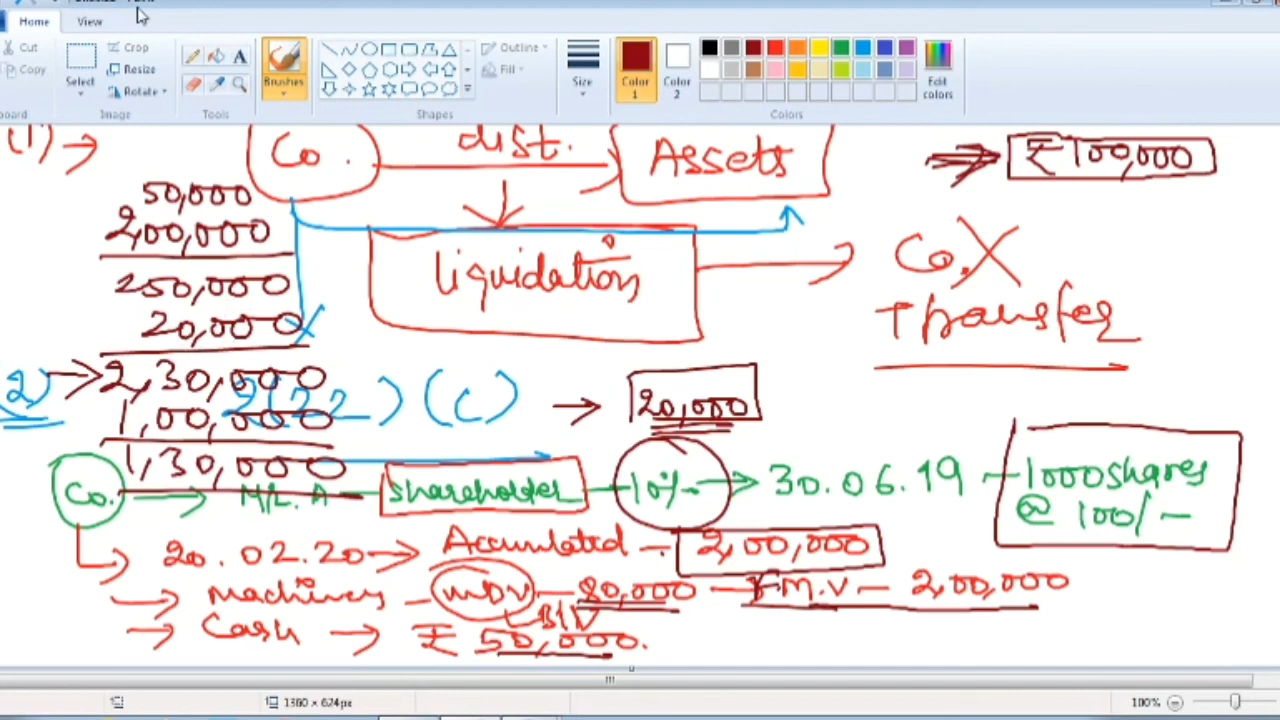 Home View
Cut
Copy
Select
Crop
Resize
Rotate
Image
A
Tools
Brushes
Shapes
Outline
Fill
Size
Color 1
Color 2
Edit colors
Colors
(1) → Co. dist. Assets ⇒ ₹ 100,000
50,000
2,00,000
250,000
20,000
liquidation
Co. X
Transfer
2) → 2,30,000
2(22)(c) → 20,000
1,00,000
1,30,000
Co. → M/s. A — shareholder — 10% → 30.06.19 — 1000 shares
@ 100/-
→ 20.02.20 → Accumulated — 2,00,000
→ Machinery — WDV — 80,000 — F.M.V — 2,00,000
B/V
→ Cash → ₹ 50,000.
1360 × 624px
100%